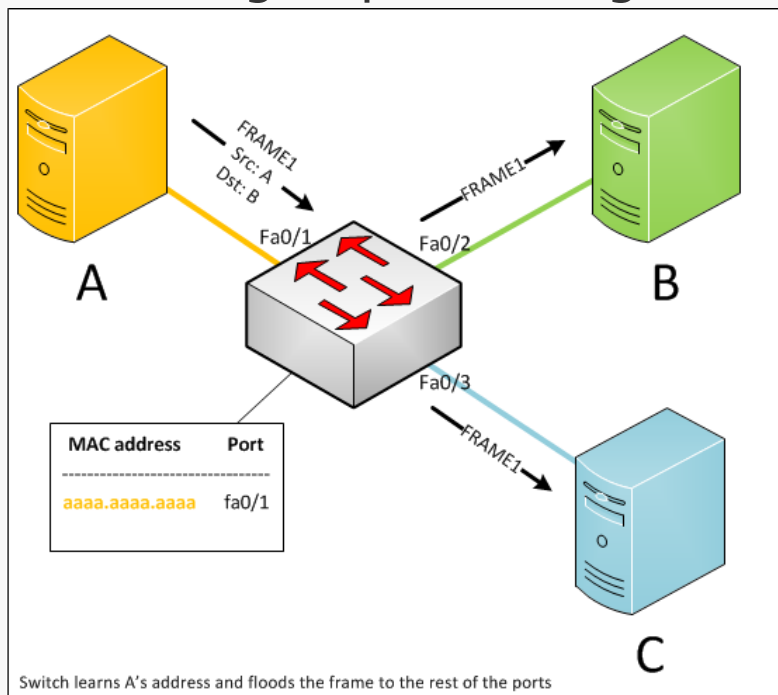 FRAME1
Src: A
Dst: B
FRAME1
Fa0/1
Fa0/2
A
B
Fa0/3
FRAME1
MAC address Port
--------------------------------
aaaa.aaaa.aaaa fa0/1
C
Switch learns A's address and floods the frame to the rest of the ports